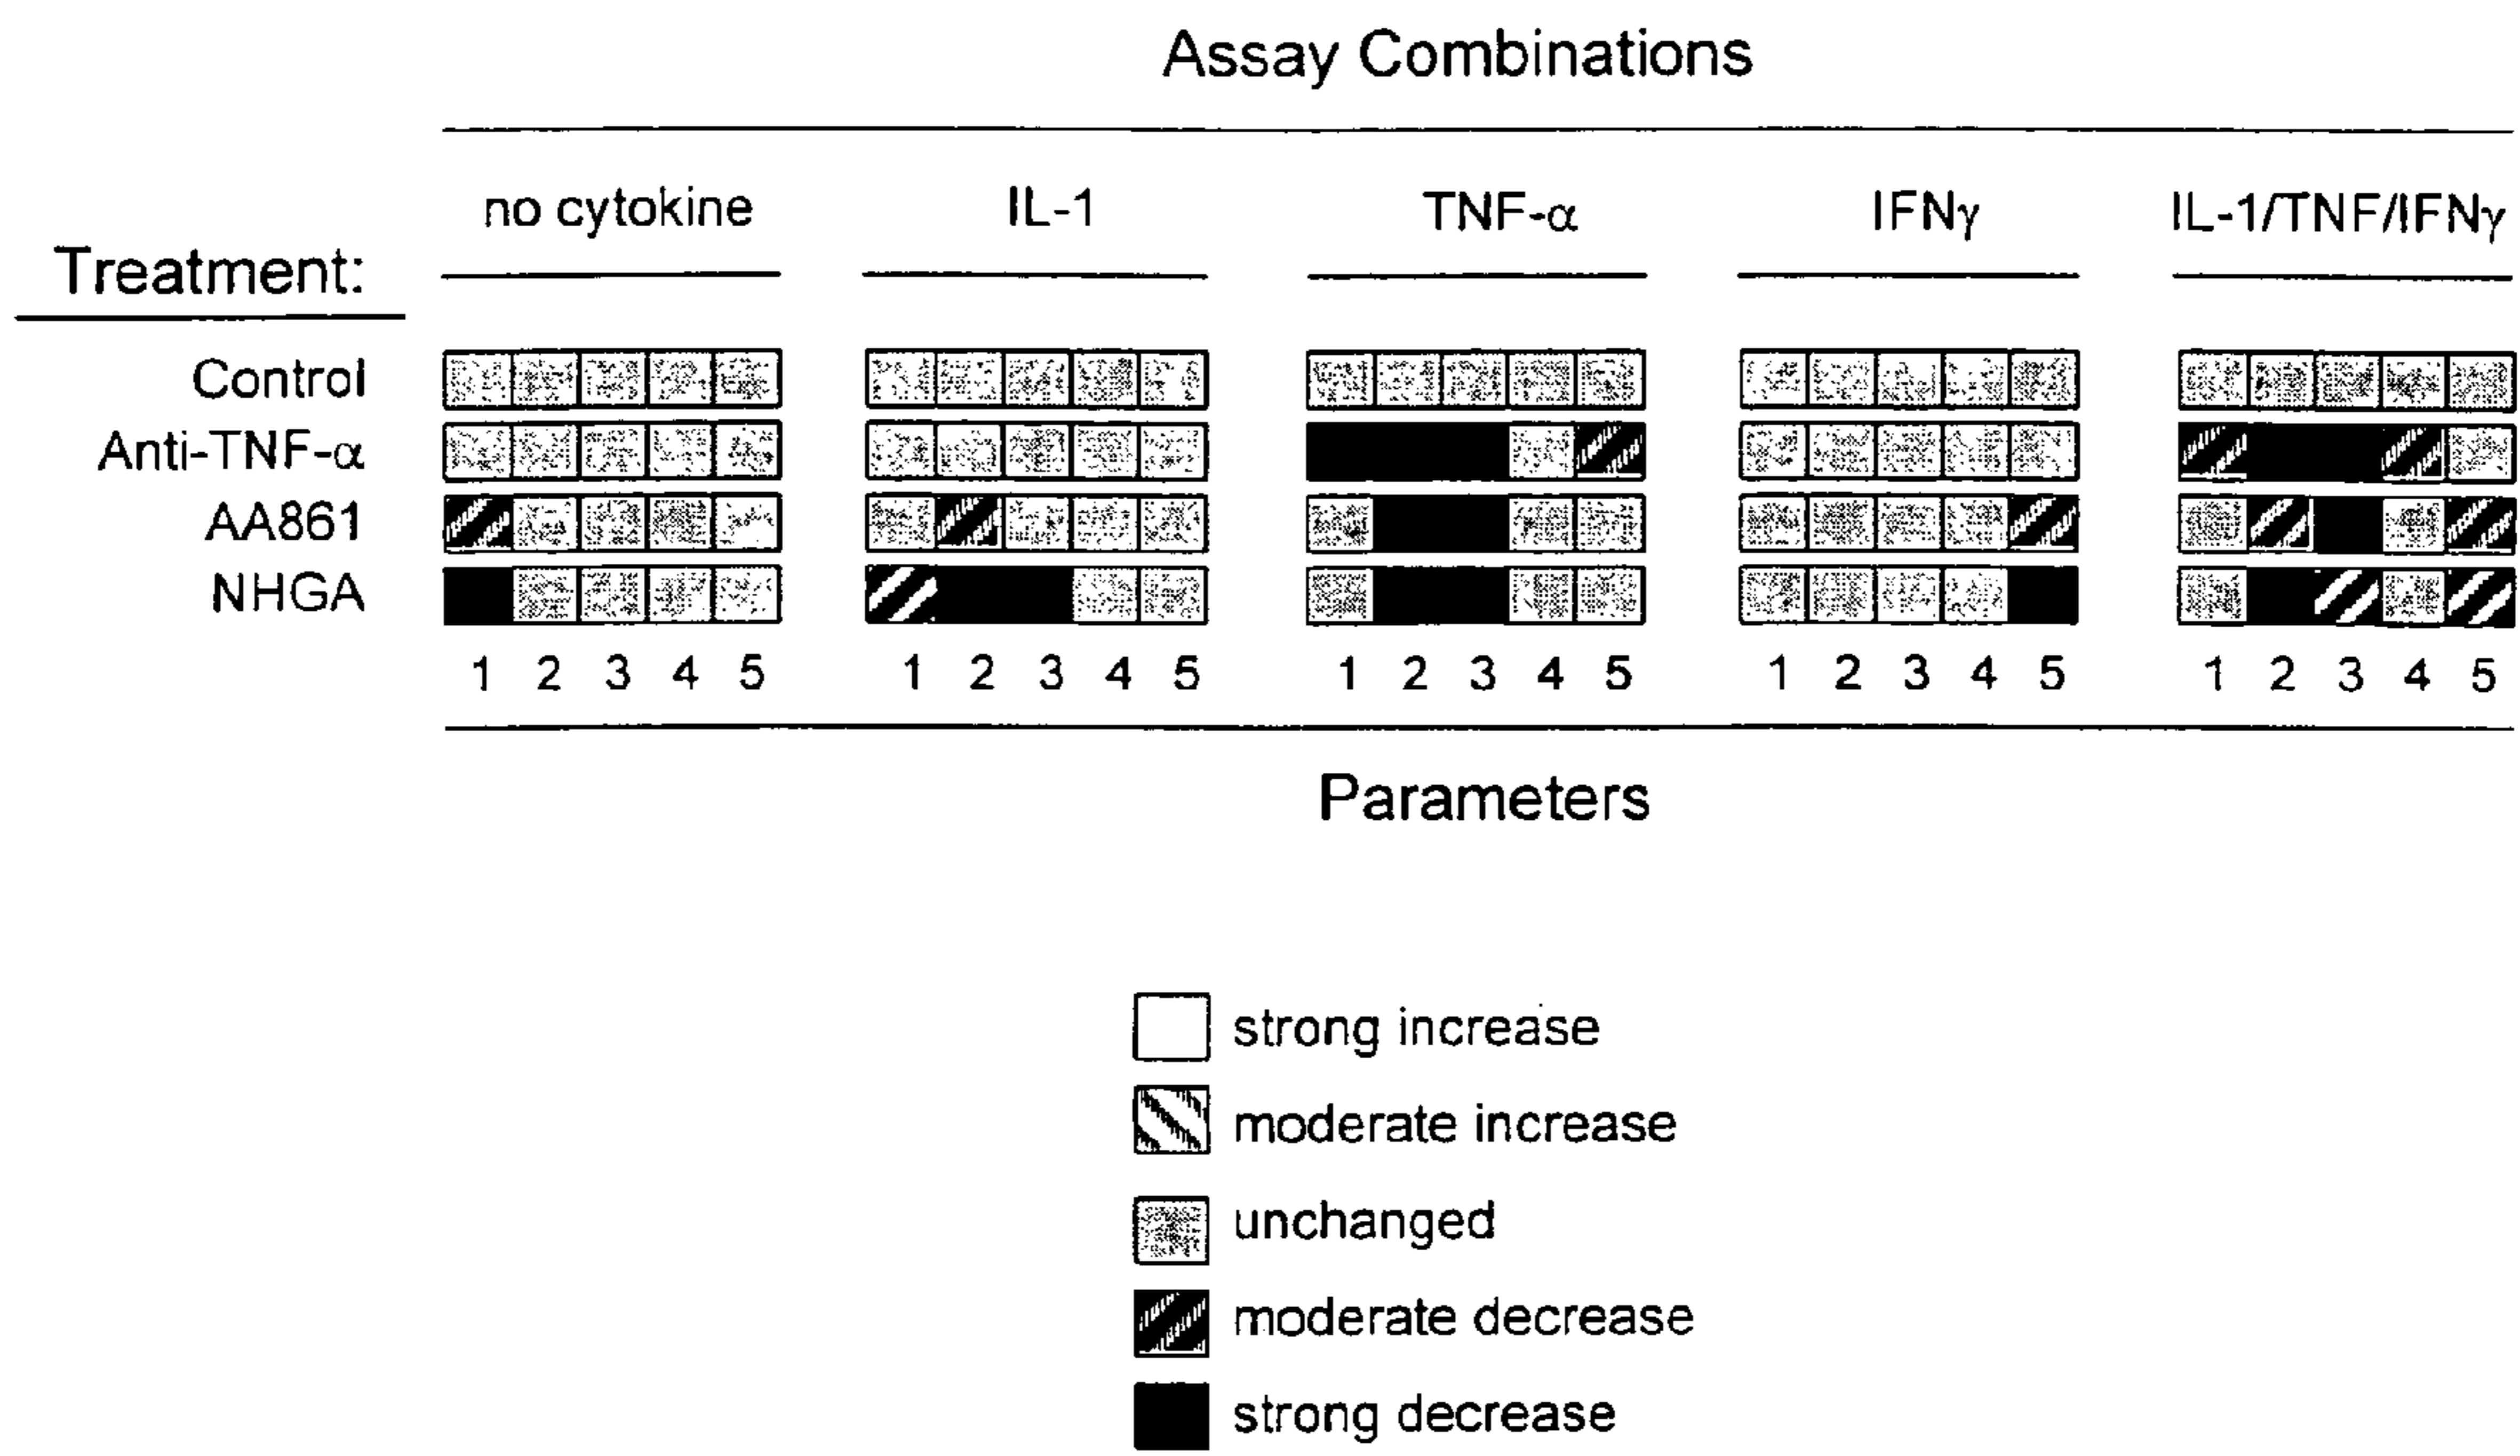 Assay Combinations
no cytokine IL-1 TNF-α IFNγ IL-1/TNF/IFNγ
Treatment:
Control
Anti-TNF-α
AA861
NHGA
1 2 3 4 5 1 2 3 4 5 1 2 3 4 5 1 2 3 4 5 1 2 3 4 5
Parameters
strong increase
moderate increase
unchanged
moderate decrease
strong decrease